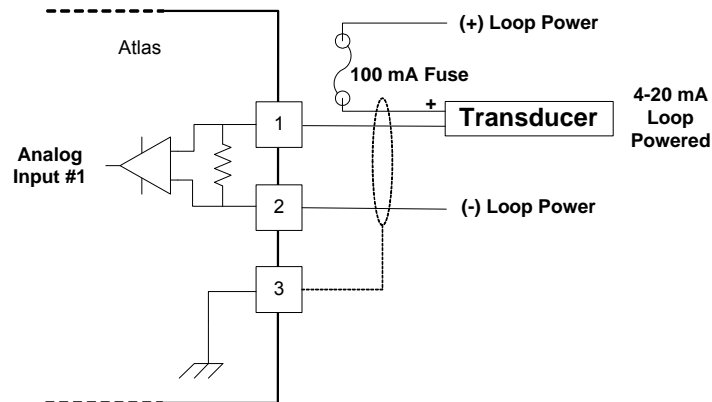 Atlas
(+) Loop Power
100 mA Fuse
+
Transducer
4-20 mA
Loop
Powered
1
Analog
Input #1
2
(-) Loop Power
3